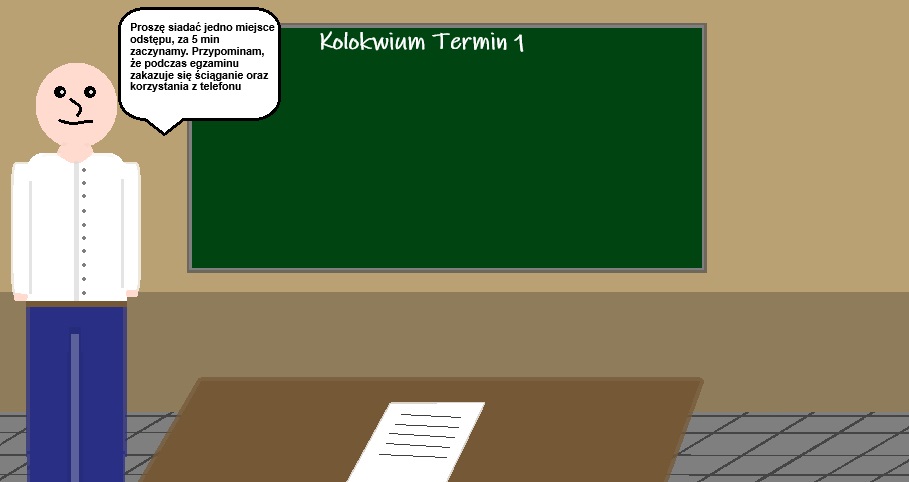 Kolokwium Termin 1
Proszę siadać jedno miejsce
odstępu, za 5 min
zaczynamy. Przypominam,
że podczas egzaminu
zakazuje się ściąganie oraz
korzystania z telefonu